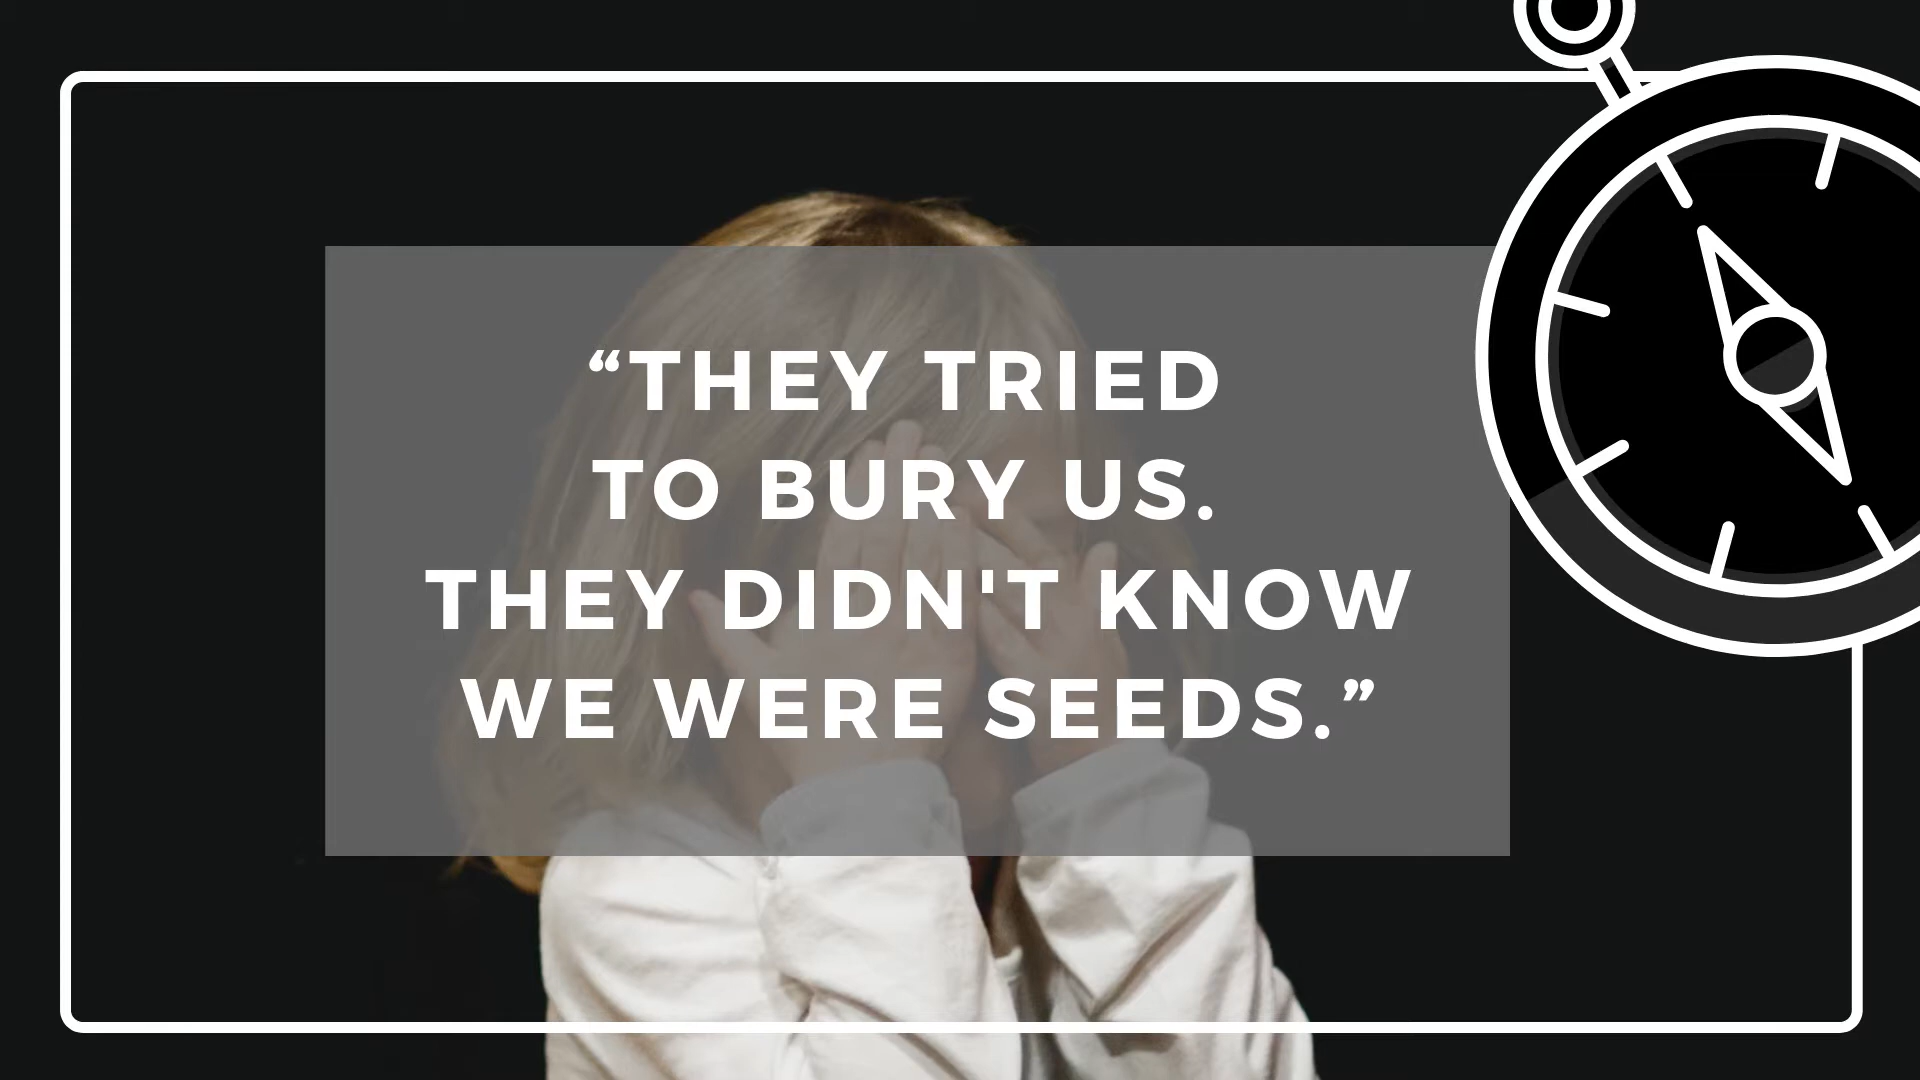 “THEY TRIED
TO BURY US.
THEY DIDN'T KNOW
WE WERE SEEDS.”